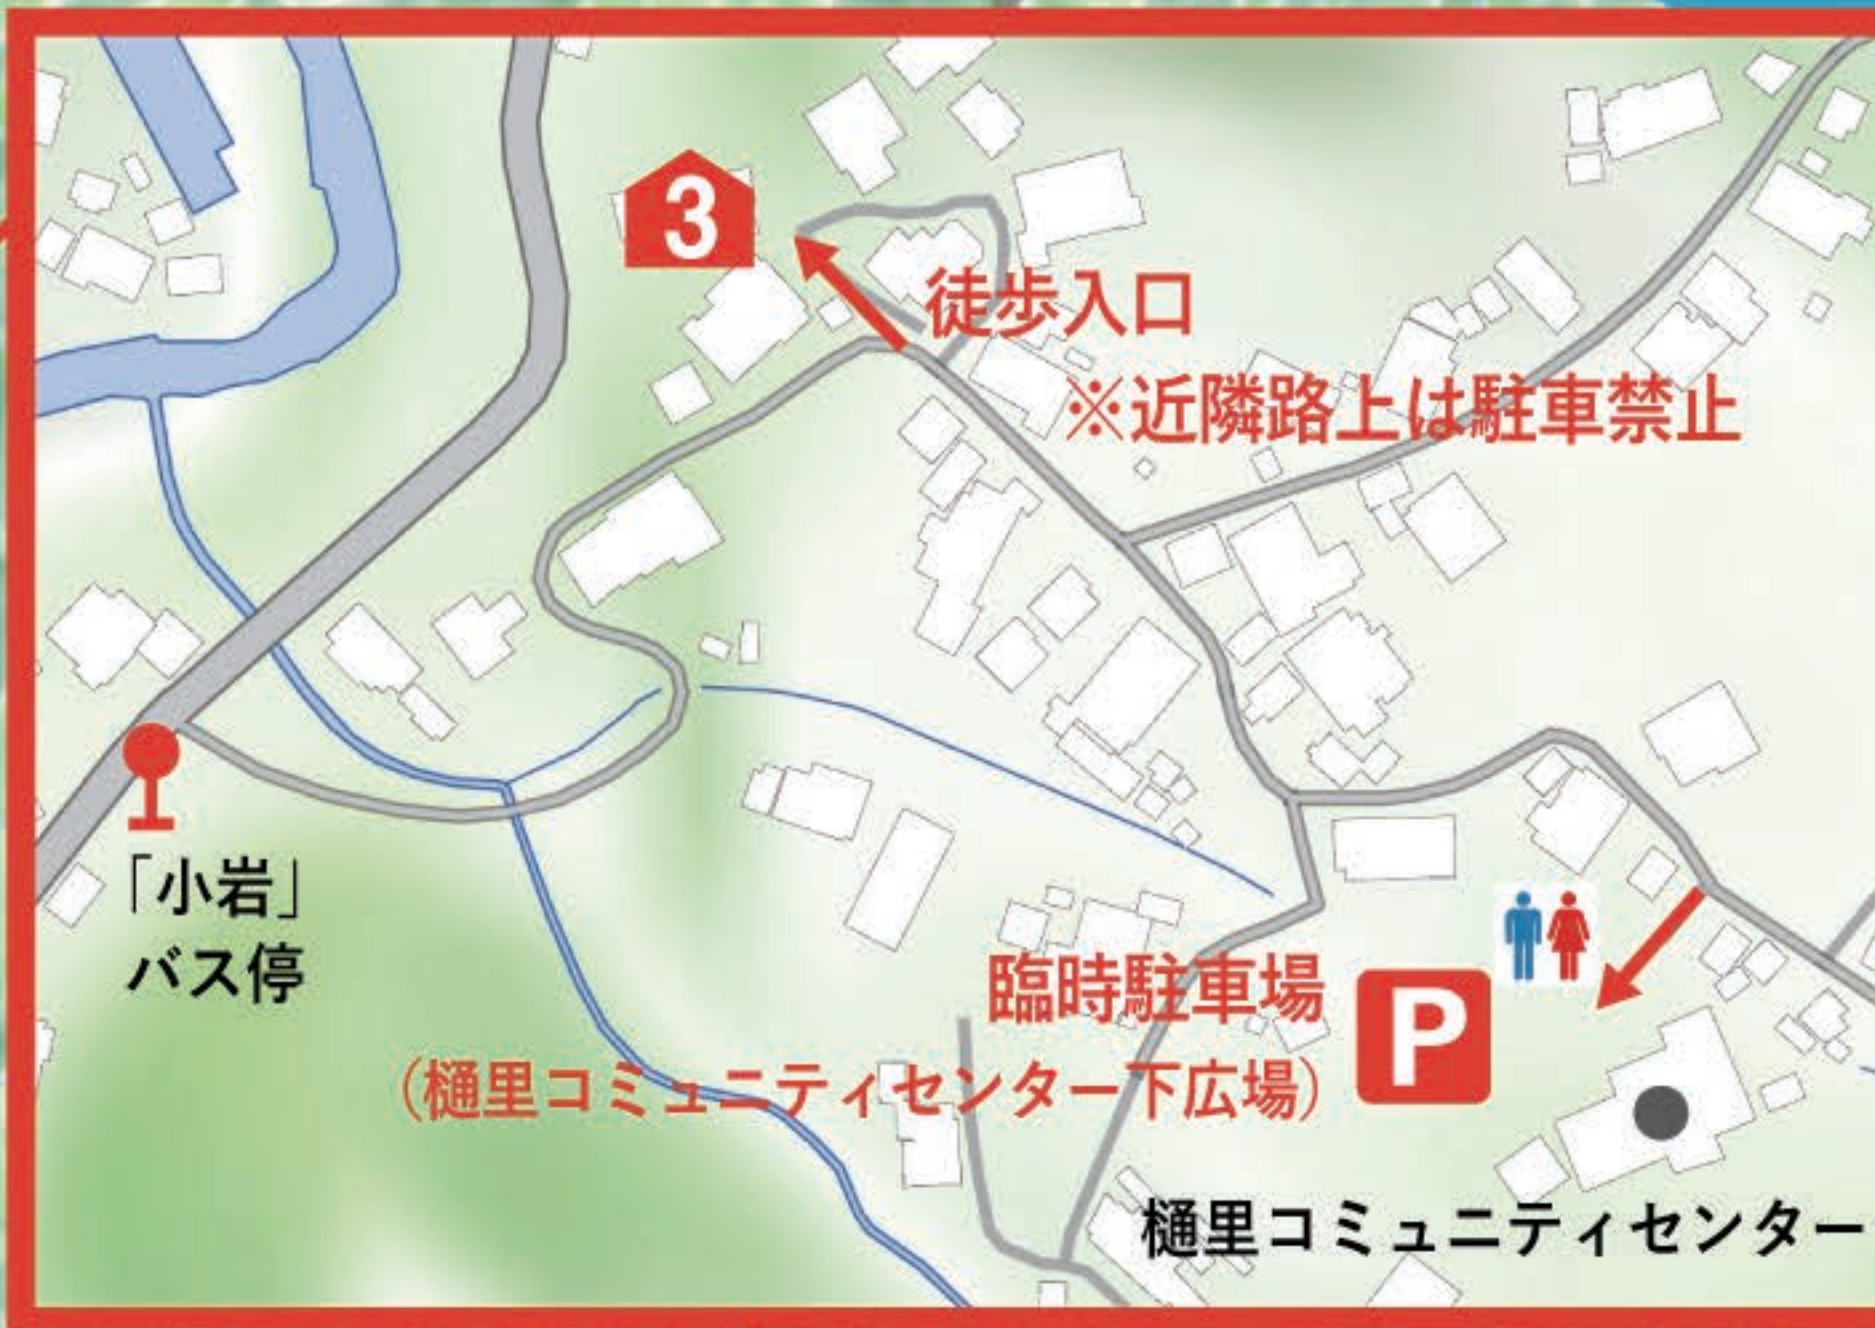 3
徒歩入口
※近隣路上は駐車禁止
「小岩」
バス停
臨時駐車場
P
(樋里コミュニティセンター下広場)
樋里コミュニティセンター